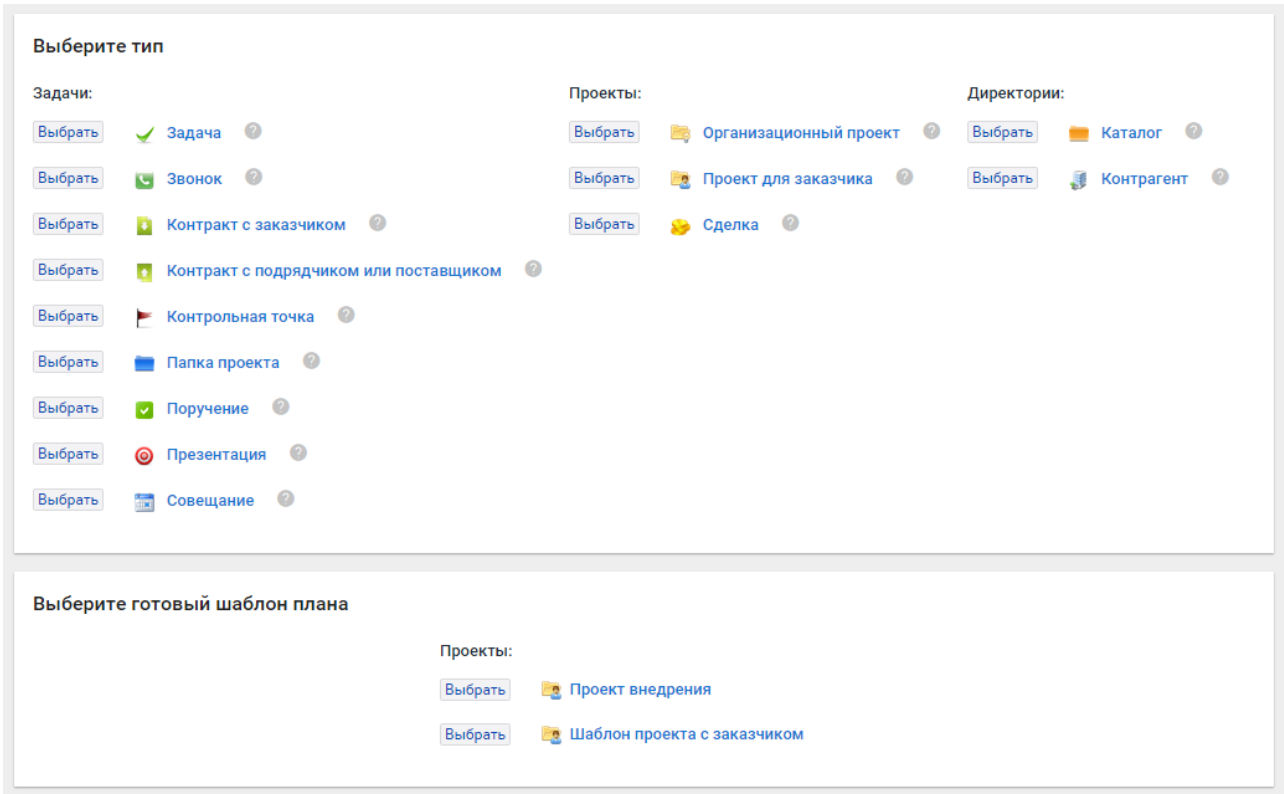 Выберите тип
Задачи: Проекты: Директории:
Выбрать Задача ? Выбрать Организационный проект ? Выбрать Каталог ?
Выбрать Звонок ? Выбрать Проект для заказчика ? Выбрать Контрагент ?
Выбрать Контракт с заказчиком ? Выбрать Сделка ?
Выбрать Контракт с подрядчиком или поставщиком ?
Выбрать Контрольная точка ?
Выбрать Папка проекта ?
Выбрать Поручение ?
Выбрать Презентация ?
Выбрать Совещание ?
Выберите готовый шаблон плана
Проекты:
Выбрать Проект внедрения
Выбрать Шаблон проекта с заказчиком